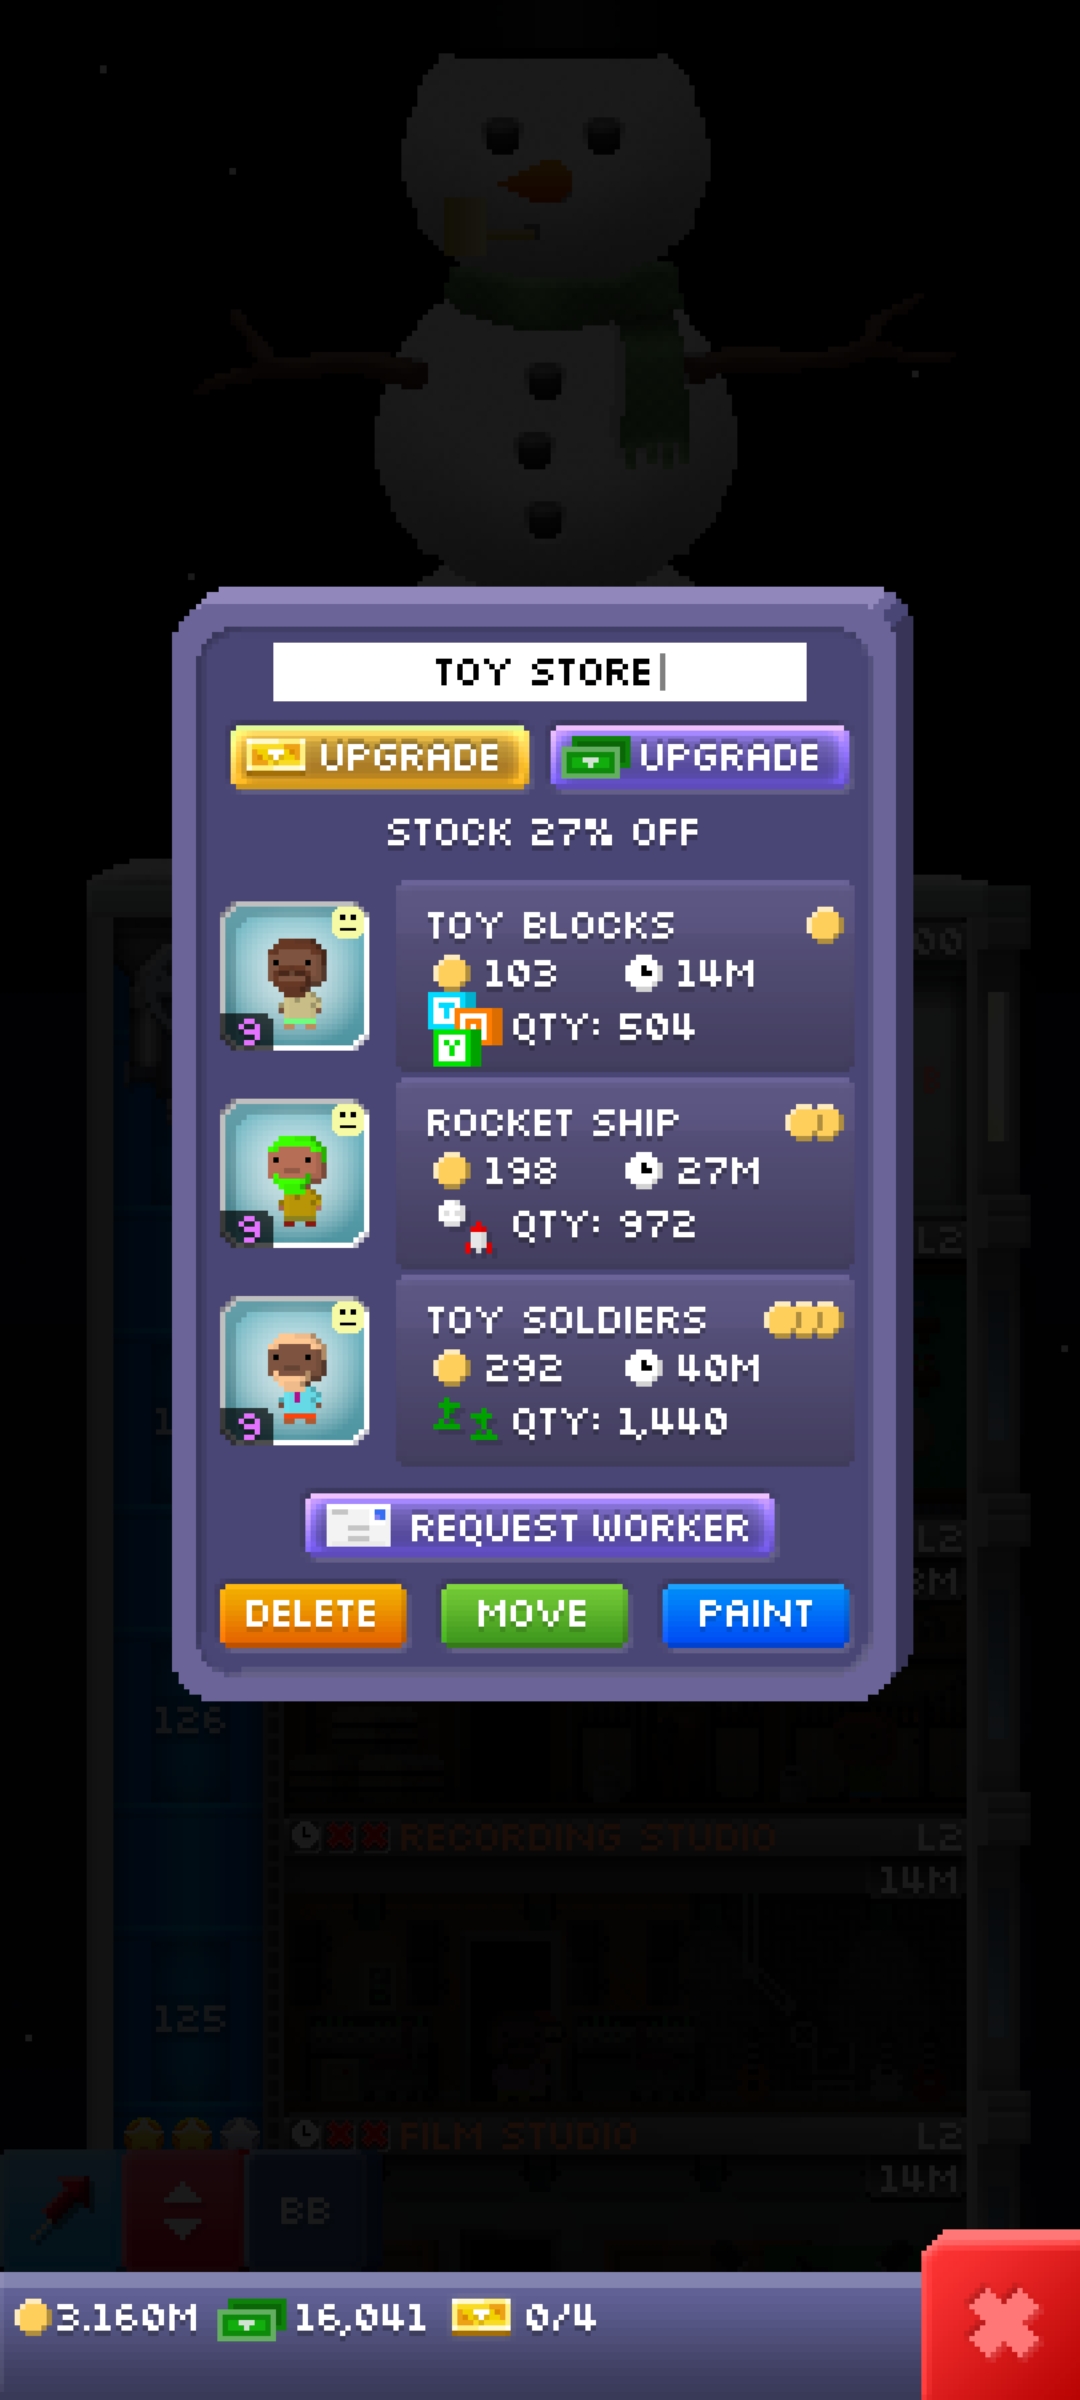 TOY STORE
UPGRADE UPGRADE
STOCK 27% OFF
TOY BLOCKS
103 14M
T O Y QTY: 504
9
ROCKET SHIP
198 27M
QTY: 972
9
TOY SOLDIERS
292 40M
QTY: 1,440
9
REQUEST WORKER
DELETE MOVE PAINT
126
RECORDING STUDIO L2
14M
125
FILM STUDIO L2
14M
BB
3.160M 16,041 0/4